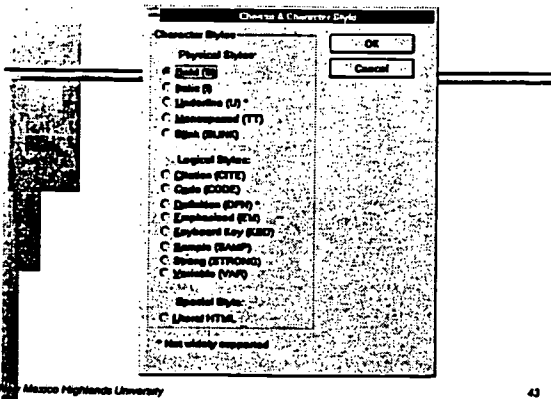 Choose A Character Style
Character Styles
Physical Styles:
Bold (B)
Italic (I)
Underline (U) *
Monospaced (TT)
Blink (BLINK)
Logical Styles:
Citation (CITE)
Code (CODE)
Definition (DFN) *
Emphasized (EM)
Keyboard Key (KBD)
Sample (SAMP)
Strong (STRONG)
Variable (VAR)
Special Style:
Literal HTML
* Not widely supported
OK
Cancel
New Mexico Highlands University
43